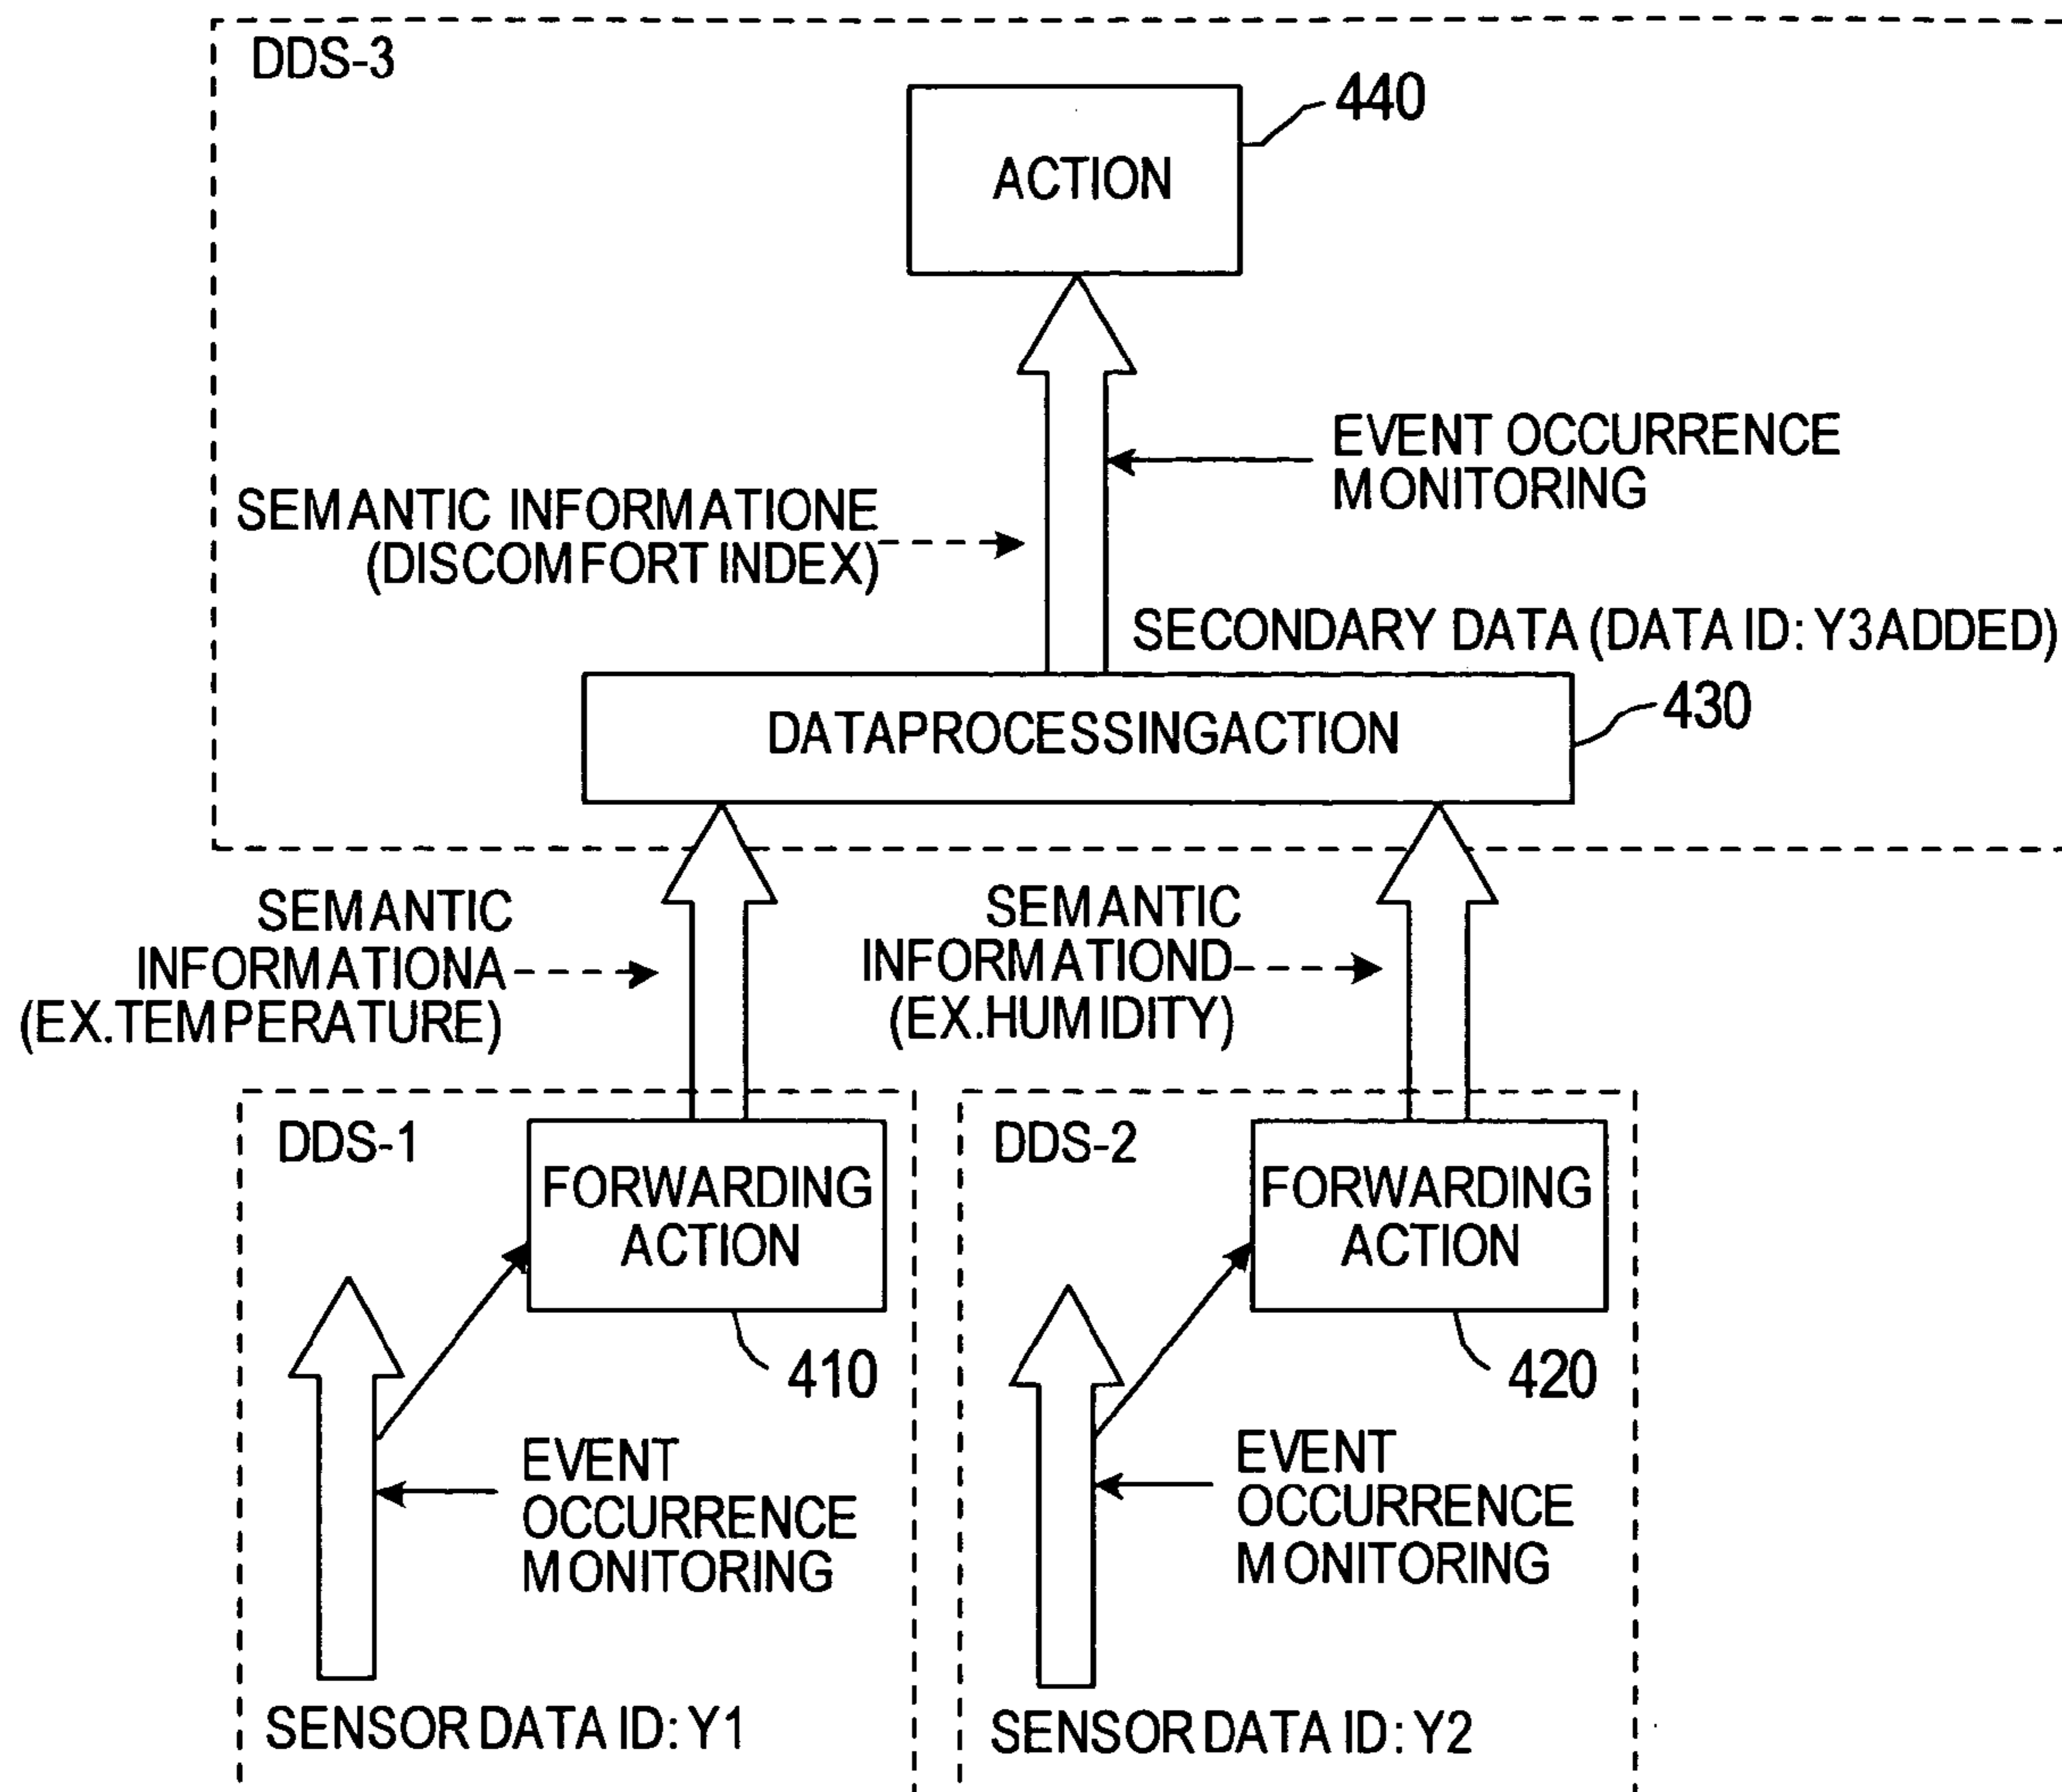 DDS-3
440
ACTION
EVENT OCCURRENCE
MONITORING
SEMANTIC INFORMATIONE
(DISCOMFORT INDEX)
SECONDARY DATA (DATA ID: Y3ADDED)
430
DATAPROCESSINGACTION
SEMANTIC
INFORMATIONA
(EX.TEMPERATURE)
SEMANTIC
INFORMATIOND
(EX.HUMIDITY)
DDS-1
FORWARDING
ACTION
410
EVENT
OCCURRENCE
MONITORING
SENSOR DATA ID: Y1
DDS-2
FORWARDING
ACTION
420
EVENT
OCCURRENCE
MONITORING
SENSOR DATA ID: Y2